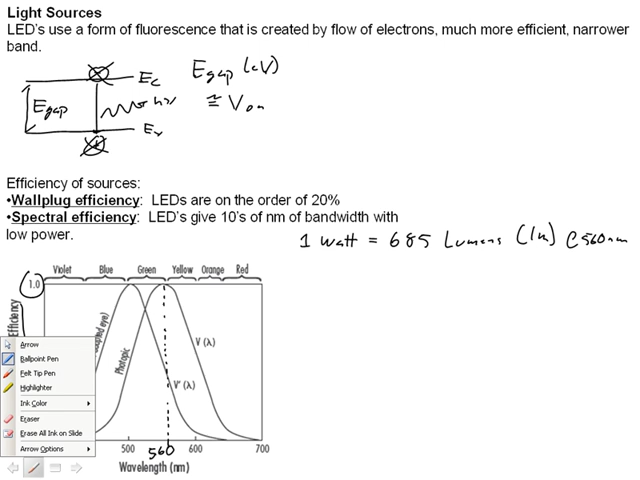 Light Sources
LED's use a form of fluorescence that is created by flow of electrons, much more efficient, narrower
band.
Ec
Egap
Ev
Egap (eV)
≅ Von
Efficiency of sources:
•Wallplug efficiency: LEDs are on the order of 20%
•Spectral efficiency: LED's give 10's of nm of bandwidth with
low power.
1 Watt = 685 Lumens (lm) @560nm
Violet Blue Green Yellow Orange Red
1.0
Efficiency
apted eye)
Photopic
V (λ)
V' (λ)
Arrow
Ballpoint Pen
Felt Tip Pen
Highlighter
Ink Color
Eraser
Erase All Ink on Slide
Arrow Options
500 560 600 700
Wavelength (nm)